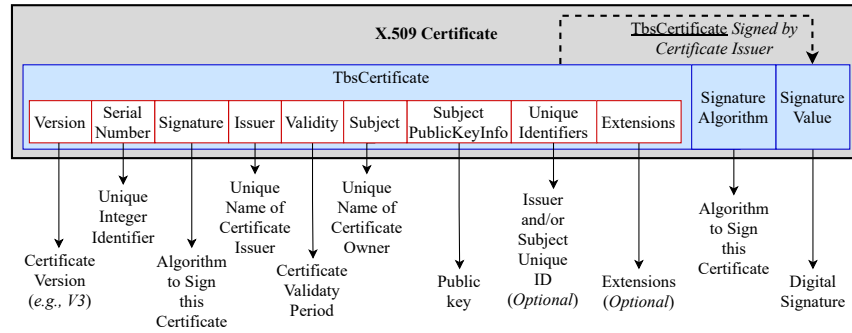 X.509 Certificate
TbsCertificate Signed by
Certificate Issuer
TbsCertificate
Signature
Algorithm
Signature
Value
Version
Serial
Number
Signature
Issuer
Validity
Subject
Subject
PublicKeyInfo
Unique
Identifiers
Extensions
Certificate
Version
(e.g., V3)
Unique
Integer
Identifier
Algorithm
to Sign
this
Certificate
Unique
Name of
Certificate
Issuer
Certificate
Validaty
Period
Unique
Name of
Certificate
Owner
Public
key
Issuer
and/or
Subject
Unique
ID
(Optional)
Extensions
(Optional)
Algorithm
to Sign
this
Certificate
Digital
Signature